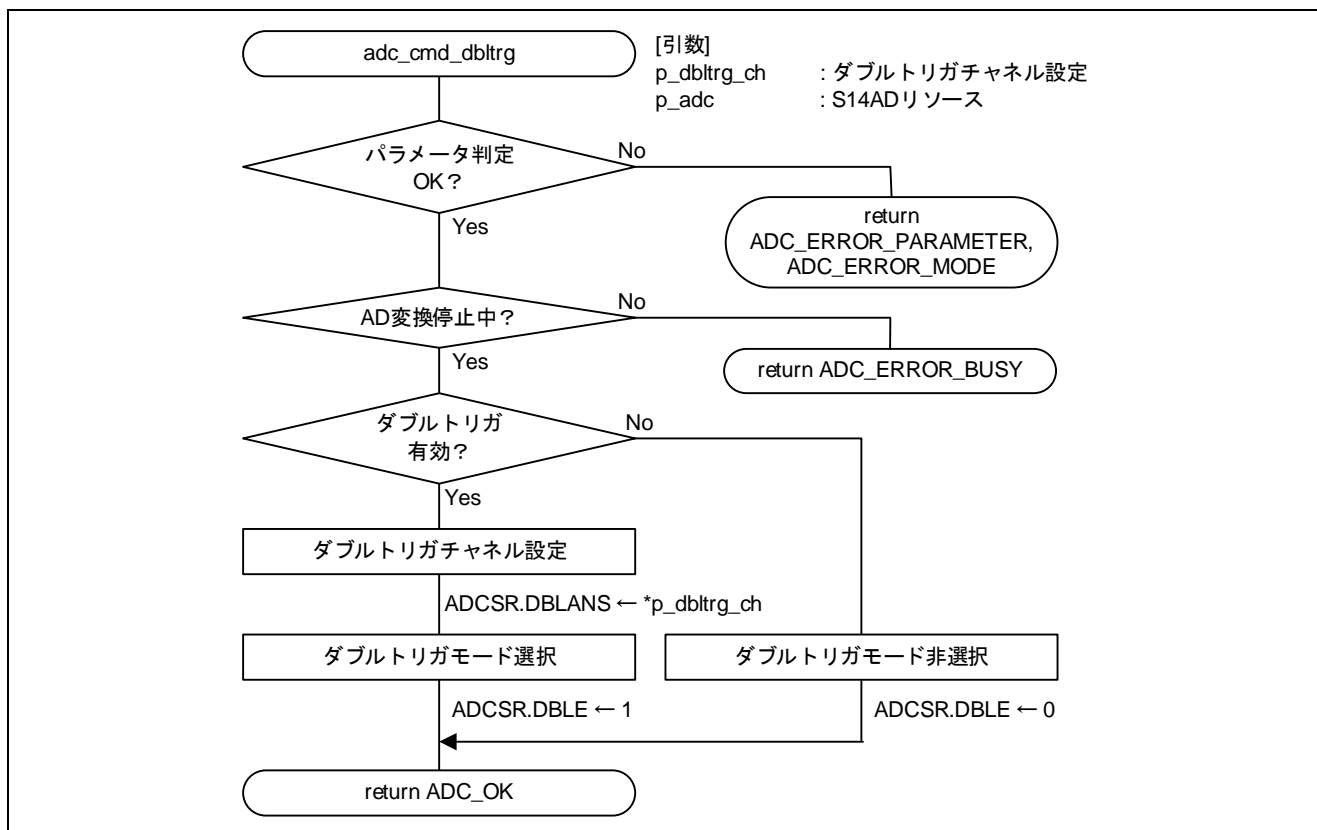 adc_cmd_dbltrg
[引数]
p_dbltrg_ch : ダブルトリガチャネル設定
p_adc : S14ADリソース
パラメータ判定
OK?
No
Yes
return
ADC_ERROR_PARAMETER,
ADC_ERROR_MODE
AD変換停止中?
No
Yes
return ADC_ERROR_BUSY
ダブルトリガ
有効?
No
Yes
ダブルトリガチャネル設定
ADCSR.DBLANS ← *p_dbltrg_ch
ダブルトリガモード選択
ダブルトリガモード非選択
ADCSR.DBLE ← 1
ADCSR.DBLE ← 0
return ADC_OK